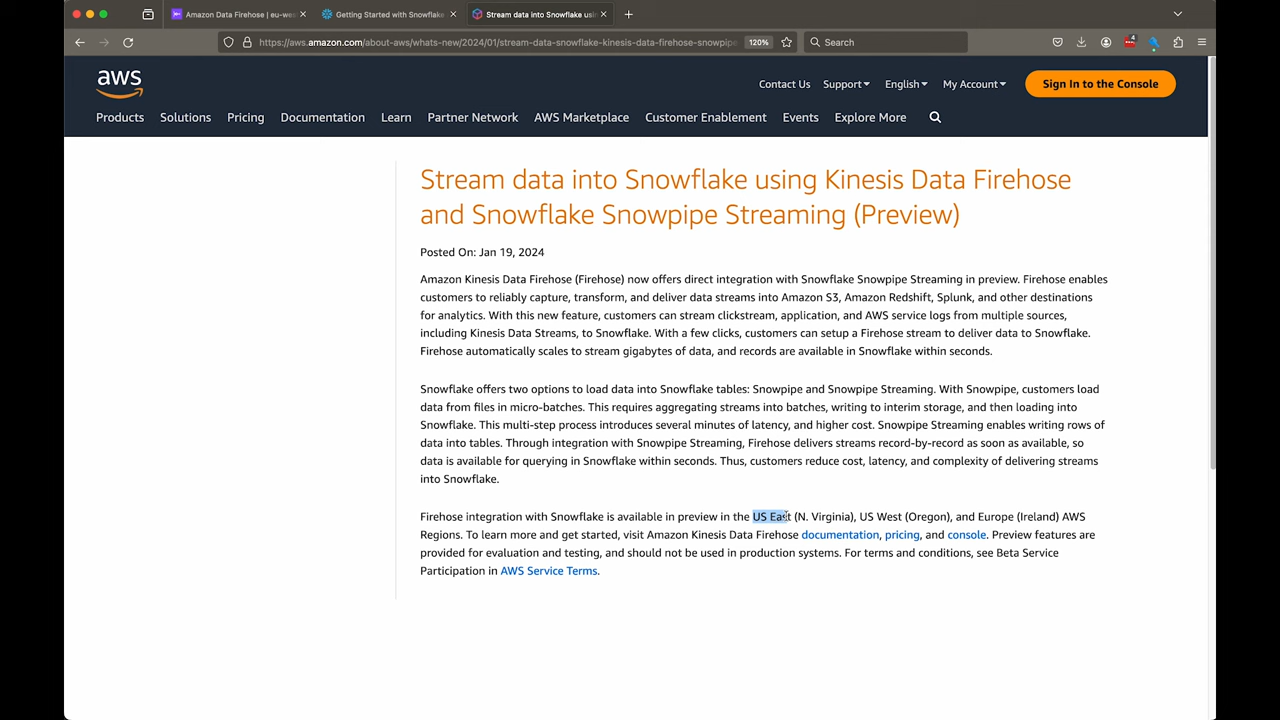 Amazon Data Firehose | eu-wes
Getting Started with Snowflake
Stream data into Snowflake usin
https://aws.amazon.com/about-aws/whats-new/2024/01/stream-data-snowflake-kinesis-data-firehose-snowpip
120%
Search
4
aws
Contact Us Support English My Account Sign In to the Console
Products Solutions Pricing Documentation Learn Partner Network AWS Marketplace Customer Enablement Events Explore More
Stream data into Snowflake using Kinesis Data Firehose
and Snowflake Snowpipe Streaming (Preview)
Posted On: Jan 19, 2024
Amazon Kinesis Data Firehose (Firehose) now offers direct integration with Snowflake Snowpipe Streaming in preview. Firehose enables
customers to reliably capture, transform, and deliver data streams into Amazon S3, Amazon Redshift, Splunk, and other destinations
for analytics. With this new feature, customers can stream clickstream, application, and AWS service logs from multiple sources,
including Kinesis Data Streams, to Snowflake. With a few clicks, customers can setup a Firehose stream to deliver data to Snowflake.
Firehose automatically scales to stream gigabytes of data, and records are available in Snowflake within seconds.
Snowflake offers two options to load data into Snowflake tables: Snowpipe and Snowpipe Streaming. With Snowpipe, customers load
data from files in micro-batches. This requires aggregating streams into batches, writing to interim storage, and then loading into
Snowflake. This multi-step process introduces several minutes of latency, and higher cost. Snowpipe Streaming enables writing rows of
data into tables. Through integration with Snowpipe Streaming, Firehose delivers streams record-by-record as soon as available, so
data is available for querying in Snowflake within seconds. Thus, customers reduce cost, latency, and complexity of delivering streams
into Snowflake.
Firehose integration with Snowflake is available in preview in the US East (N. Virginia), US West (Oregon), and Europe (Ireland) AWS
Regions. To learn more and get started, visit Amazon Kinesis Data Firehose documentation, pricing, and console. Preview features are
provided for evaluation and testing, and should not be used in production systems. For terms and conditions, see Beta Service
Participation in AWS Service Terms.